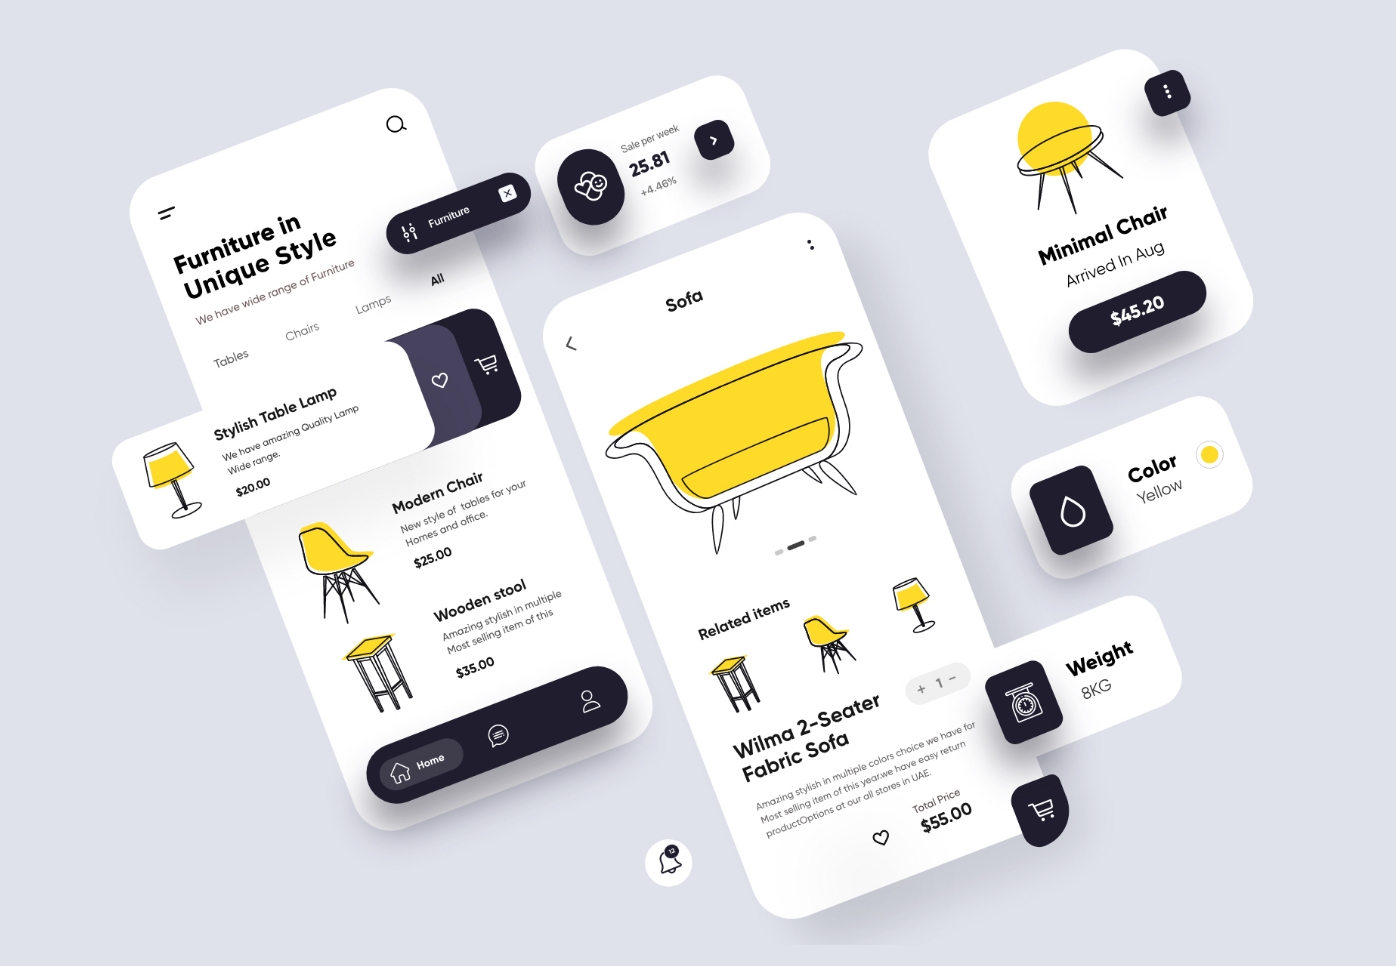 Furniture in
Unique Style
We have wide range of Furniture
Furniture
Tables
Chairs
Lamps
All
Stylish Table Lamp
We have amazing Quality Lamp
Wide range.
$20.00
Modern Chair
New style of tables for your
Homes and office.
$25.00
Wooden stool
Amazing stylish in multiple
Most selling item of this
$35.00
Home
Sale per week
25.81
+4.46%
Sofa
Related items
+ 1 −
Wilma 2-Seater
Fabric Sofa
Amazing stylish in multiple colors choice we have for
Most selling item of this year.we have easy return
productOptions at our all stores in UAE.
Total Price
$55.00
Minimal Chair
Arrived In Aug
$45.20
Color
Yellow
Weight
8KG